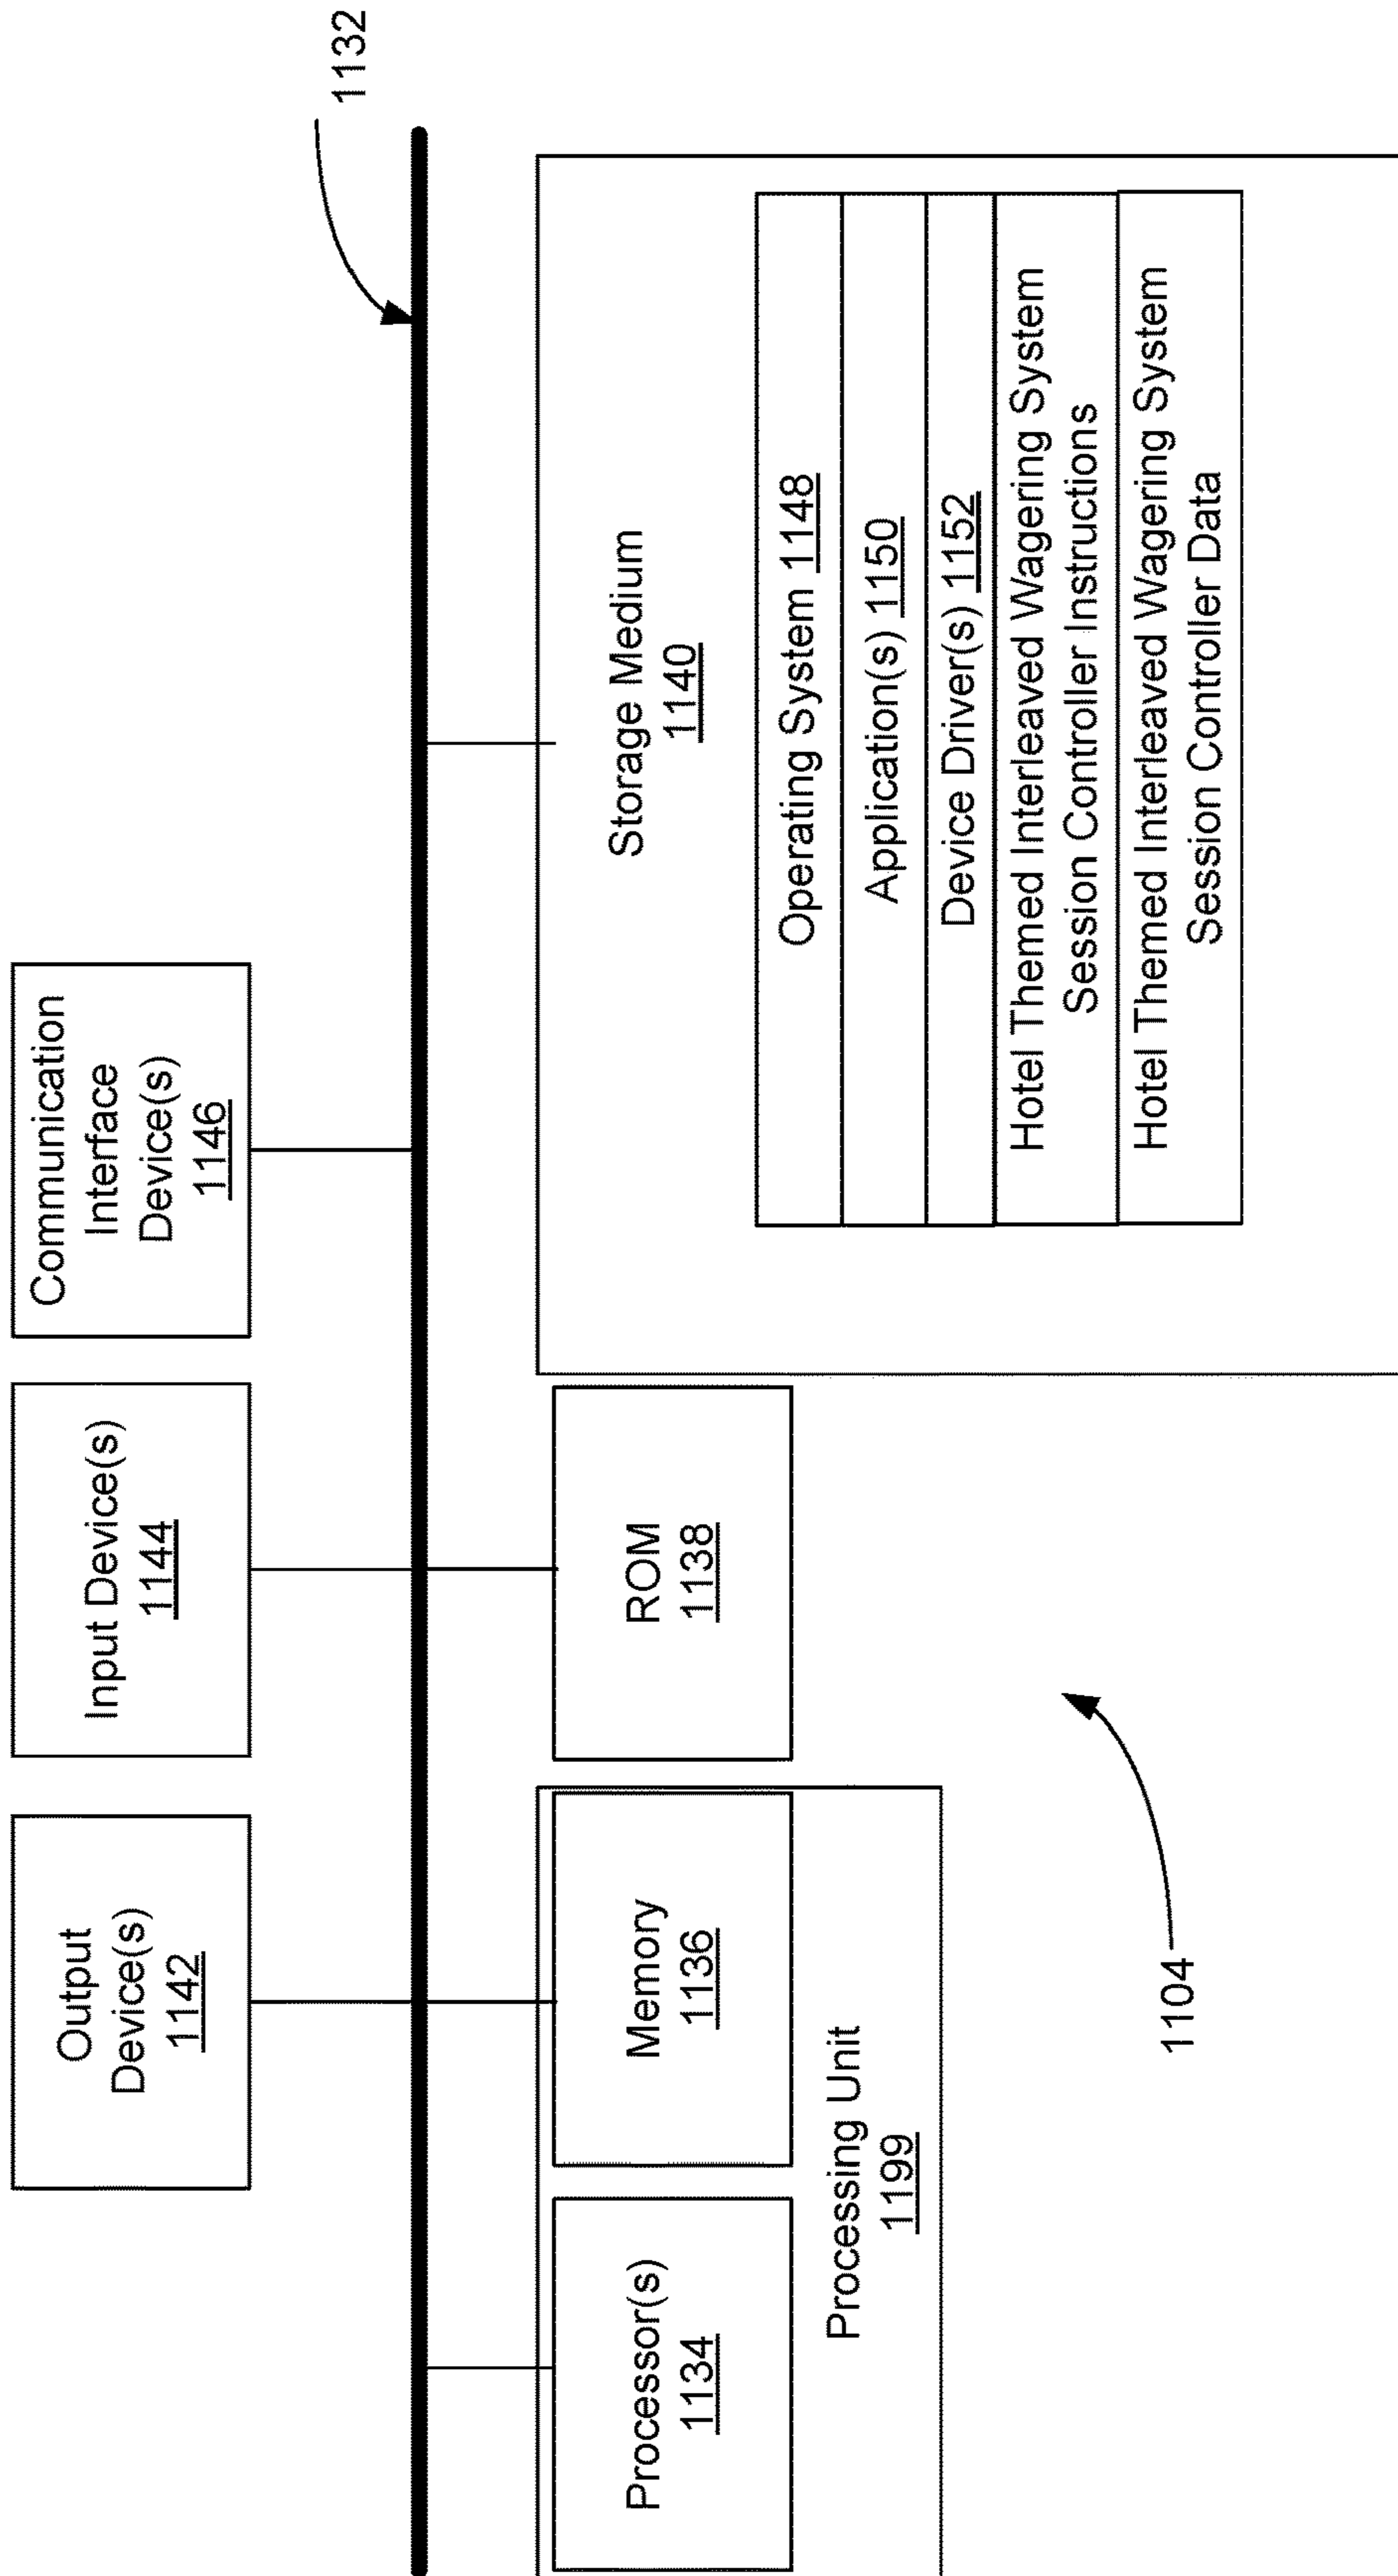 Output
Device(s)
1142
Input Device(s)
1144
Communication
Interface
Device(s)
1146
1132
Processor(s)
1134
Memory
1136
Processing Unit
1199
ROM
1138
Storage Medium
1140
Operating System 1148
Application(s) 1150
Device Driver(s) 1152
Hotel Themed Interleaved Wagering System
Session Controller Instructions
Hotel Themed Interleaved Wagering System
Session Controller Data
1104